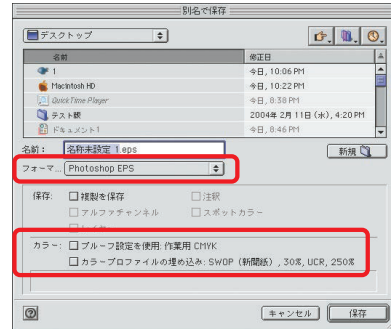 別名で保存
デスクトップ
名前 修正日
1 今日, 10:06 PM
Macintosh HD 今日, 10:22 PM
QuickTime Player 今日, 8:38 PM
テスト版 2004年 2月 11日 (水), 4:20 PM
ドキュメント1 今日, 8:46 PM
名前： 名称未設定 1.eps 新規
フォーマ... Photoshop EPS
保存: 複製を保存 注釈
アルファチャンネル スポットカラー
レイヤー
カラー: プルーフ設定を使用: 作業用 CMYK
カラープロファイルの埋め込み: SWOP (新聞紙) , 30%, UCR, 250%
キャンセル 保存